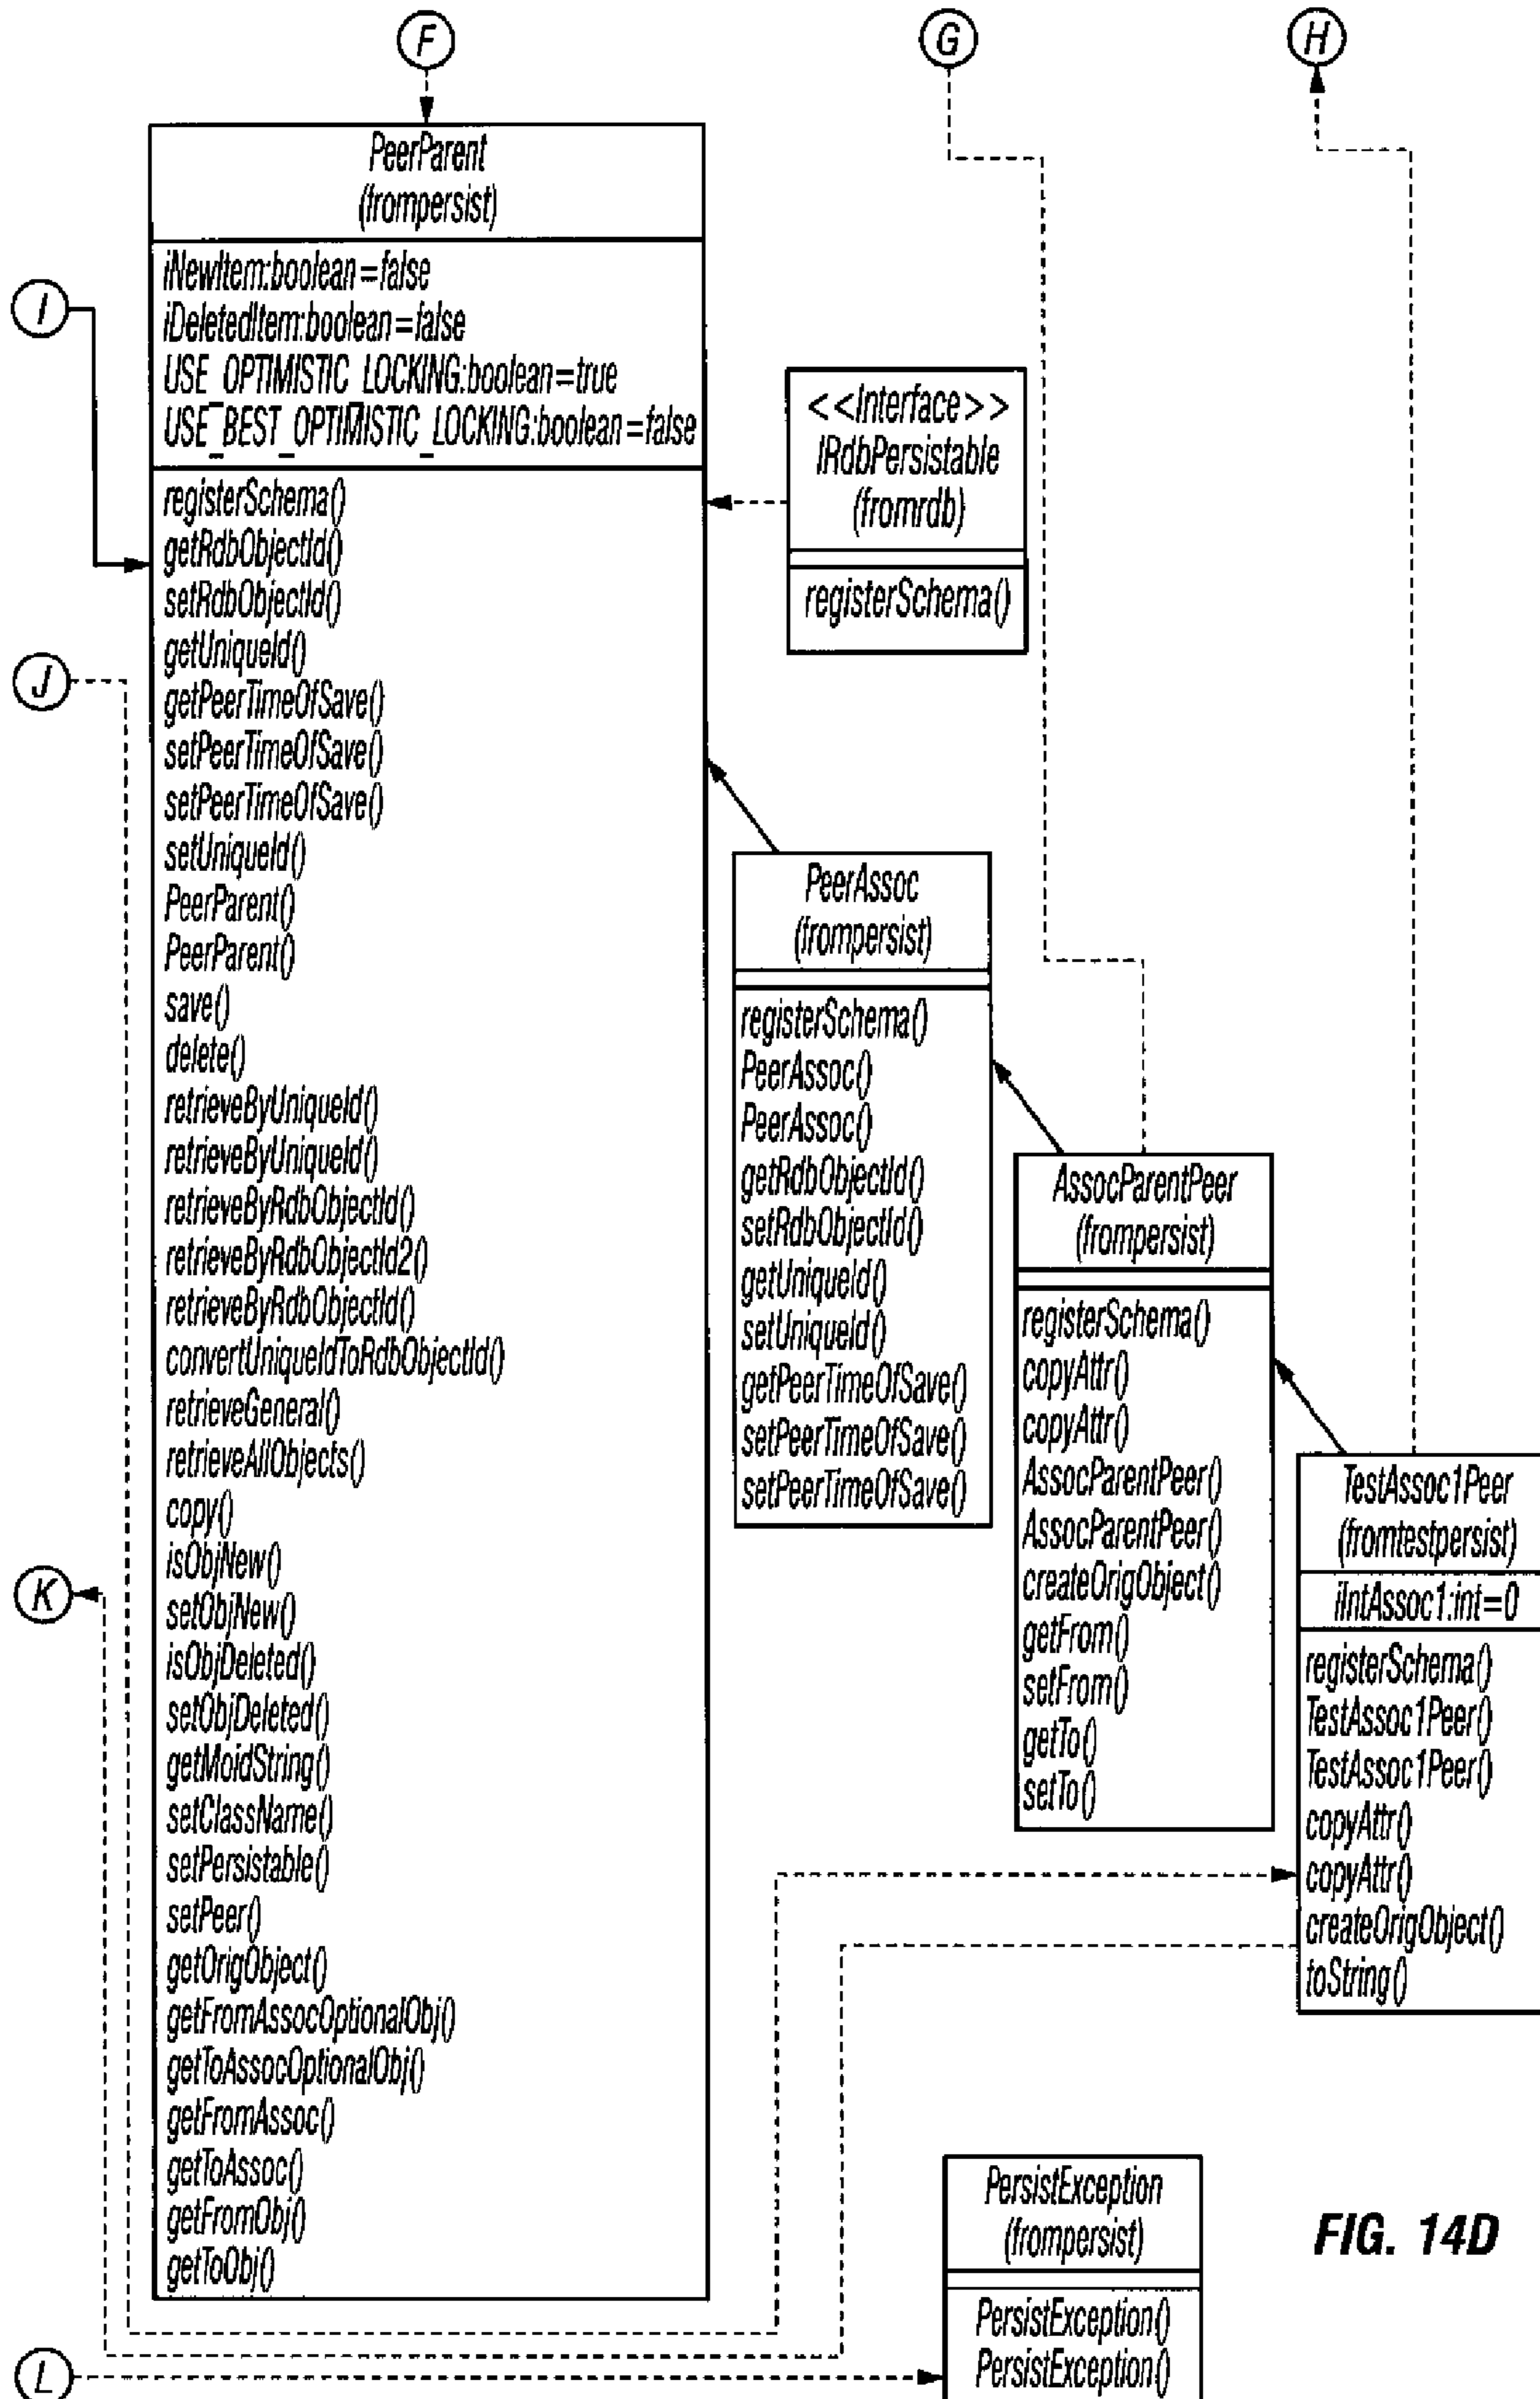 F
G
H
PeerParent
(frompersist)
iNewItem:boolean=false
iDeletedItem:boolean=false
USE_OPTIMISTIC_LOCKING:boolean=true
USE_BEST_OPTIMISTIC_LOCKING:boolean=false
registerSchema()
getRdbObjectId()
setRdbObjectId()
getUniqueId()
getPeerTimeOfSave()
setPeerTimeOfSave()
setPeerTimeOfSave()
setUniqueId()
PeerParent()
PeerParent()
save()
delete()
retrieveByUniqueId()
retrieveByUniqueId()
retrieveByRdbObjectId()
retrieveByRdbObjectId2()
retrieveByRdbObjectId()
convertUniqueIdToRdbObjectId()
retrieveGeneral()
retrieveAllObjects()
copy()
isObjNew()
setObjNew()
isObjDeleted()
setObjDeleted()
getMoidString()
setClassName()
setPersistable()
setPeer()
getOrigObject()
getFromAssocOptionalObj()
getToAssocOptionalObj()
getFromAssoc()
getToAssoc()
getFromObj()
getToObj()
I
J
K
L
<<Interface>>
IRdbPersistable
(fromrdb)
registerSchema()
PeerAssoc
(frompersist)
registerSchema()
PeerAssoc()
PeerAssoc()
getRdbObjectId()
setRdbObjectId()
getUniqueId()
setUniqueId()
getPeerTimeOfSave()
setPeerTimeOfSave()
setPeerTimeOfSave()
AssocParentPeer
(frompersist)
registerSchema()
copyAttr()
copyAttr()
AssocParentPeer()
AssocParentPeer()
createOrigObject()
getFrom()
setFrom()
getTo()
setTo()
TestAssoc1Peer
(fromtestpersist)
iIntAssoc1:int=0
registerSchema()
TestAssoc1Peer()
TestAssoc1Peer()
copyAttr()
copyAttr()
createOrigObject()
toString()
PersistException
(frompersist)
PersistException()
PersistException()
FIG. 14D